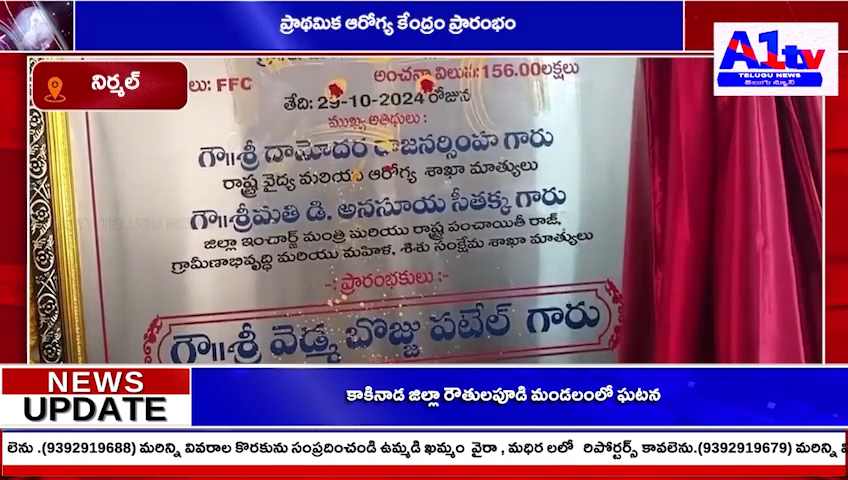 ప్రాథమిక ఆరోగ్య కేంద్రం ప్రారంభం
A1tv
TELUGU NEWS
తెలుగు న్యూస్
నిర్మల్
లు: FFC
అంచనా విలువ:156.00లక్షలు
తేది: 29-10-2024 రోజున
ముఖ్య అతిథులు :
గౌ॥శ్రీ దామోదర రాజనర్సింహ గారు
రాష్ట్ర వైద్య మరియు ఆరోగ్య శాఖా మాత్యులు
గౌ॥శ్రీమతి డి. అనసూయ సీతక్క గారు
జిల్లా ఇంచార్జ్ మంత్రి మరియు రాష్ట్ర పంచాయితీ రాజ్,
గ్రామీణాభివృద్ధి మరియు మహిళ, శిశు సంక్షేమ శాఖా మాత్యులు
-: ప్రారంభకులు :-
గౌ॥శ్రీ వెడ్మ భొజ్జు పటేల్ గారు
NEWS
UPDATE
కాకినాడ జిల్లా రౌతులపూడి మండలంలో ఘటన
లెను .(9392919688) మరిన్ని వివరాల కొరకును సంప్రదించండి ఉమ్మడి ఖమ్మం వైరా , మధిర లలో రిపోర్టర్స్ కావలెను.(9392919679) మరిన్ని